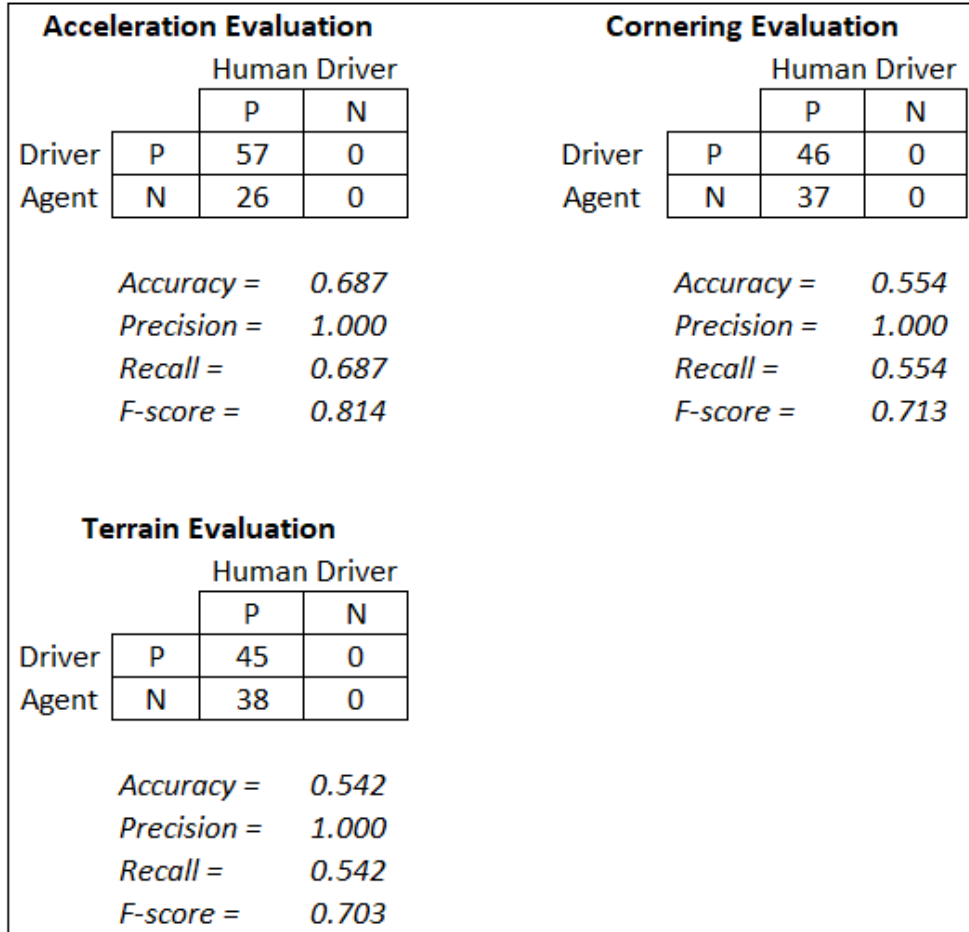 Acceleration Evaluation
Human Driver
P N
Driver P 57 0
Agent N 26 0
Accuracy = 0.687
Precision = 1.000
Recall = 0.687
F-score = 0.814
Cornering Evaluation
Human Driver
P N
Driver P 46 0
Agent N 37 0
Accuracy = 0.554
Precision = 1.000
Recall = 0.554
F-score = 0.713
Terrain Evaluation
Human Driver
P N
Driver P 45 0
Agent N 38 0
Accuracy = 0.542
Precision = 1.000
Recall = 0.542
F-score = 0.703